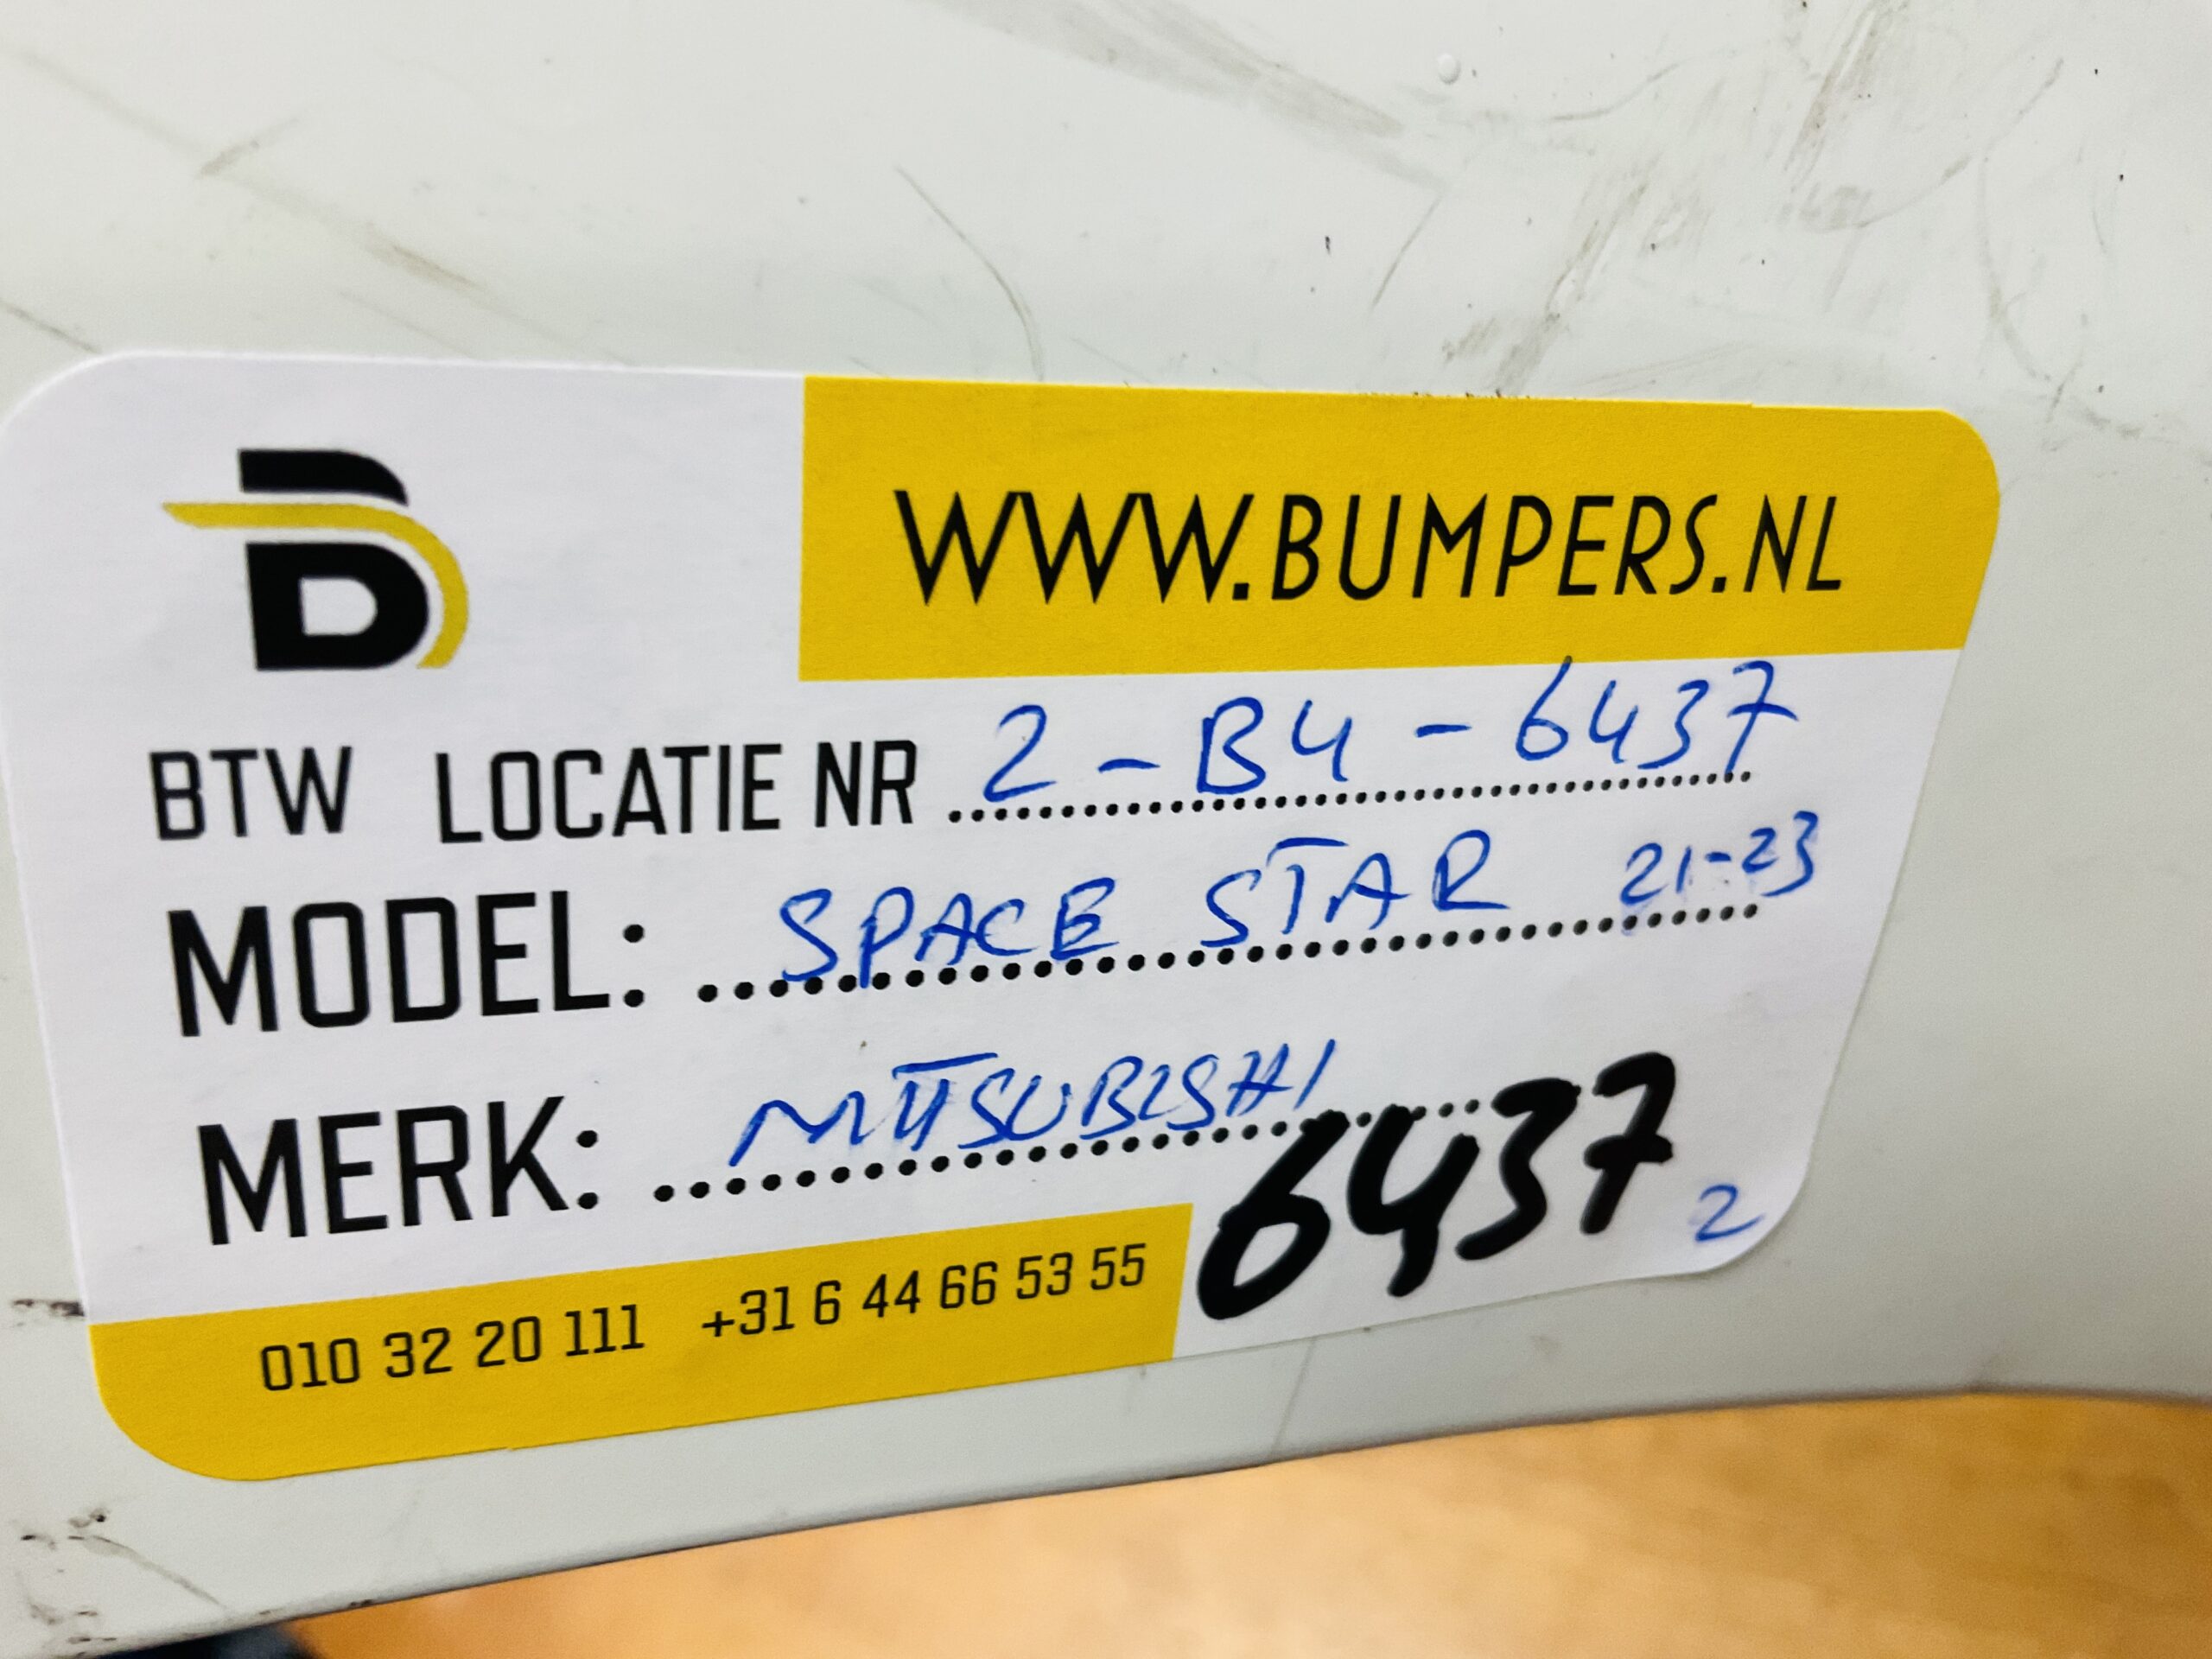 B
WWW.BUMPERS.NL
BTW LOCATIE NR 2-B4-6437
MODEL: SPACE STAR 21-23
MERK: MITSUBISHI
6437 2
010 32 20 111 +31 6 44 66 53 55